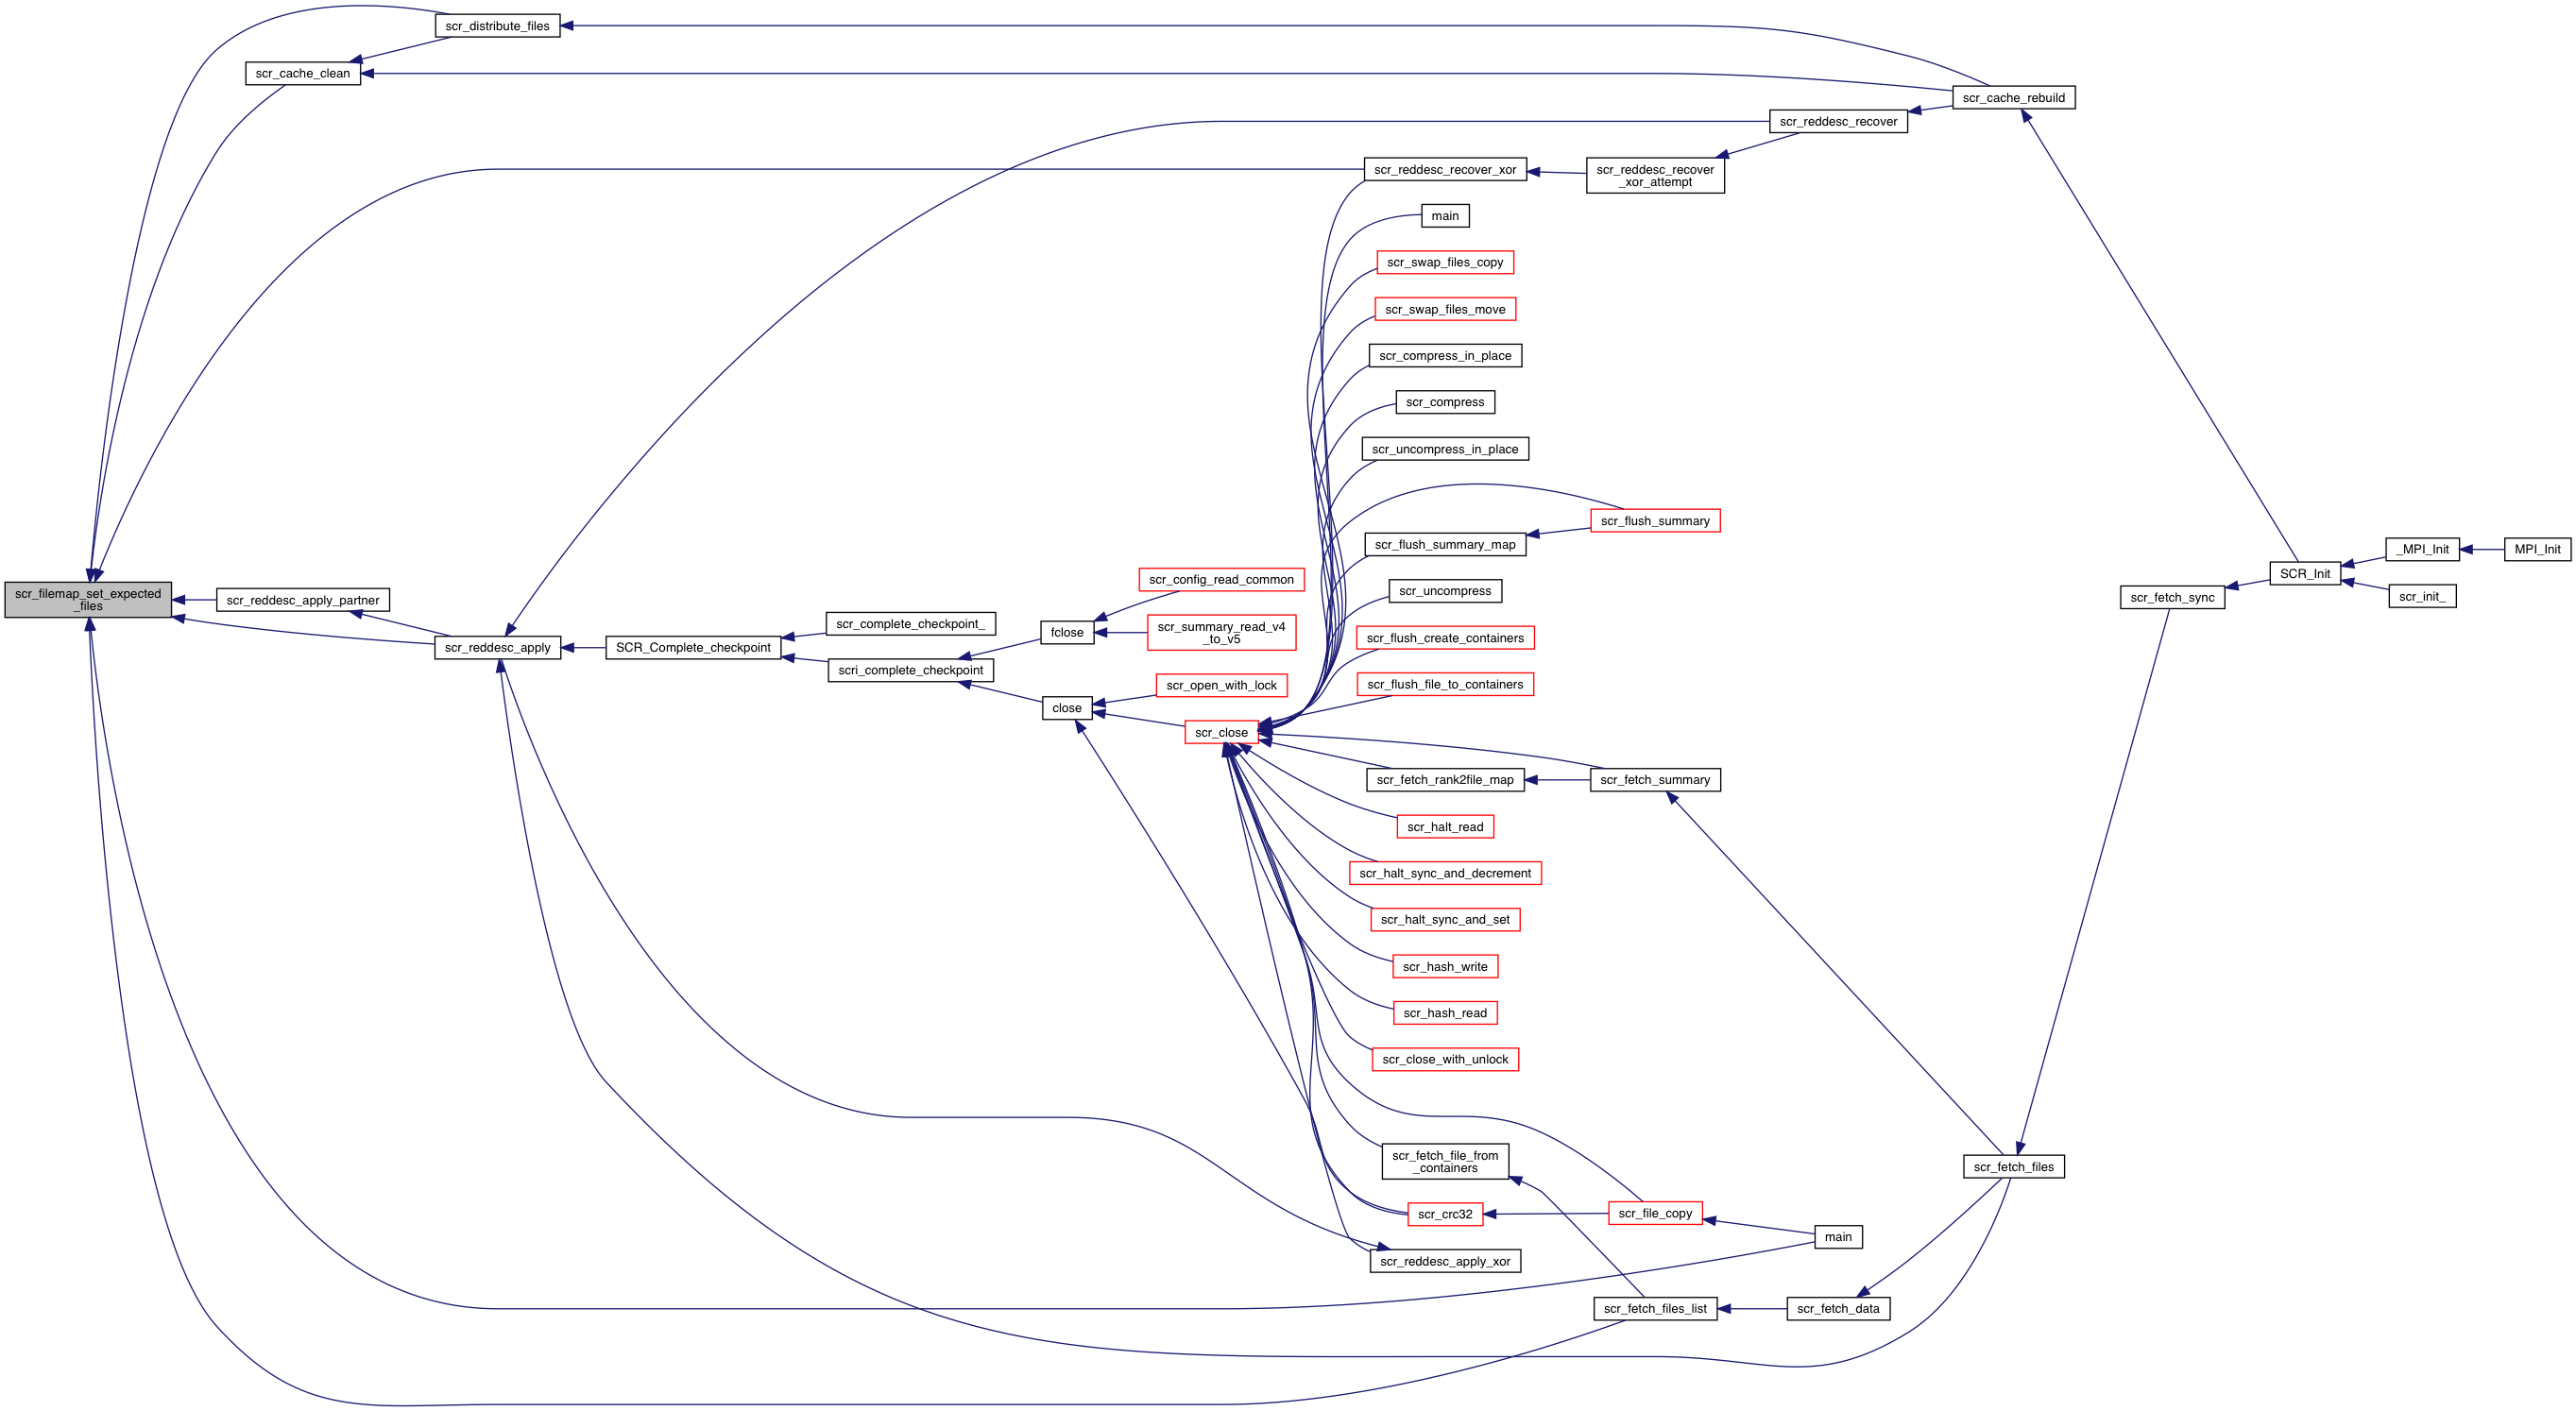 scr_distribute_files
scr_cache_clean
scr_cache_rebuild
scr_reddesc_recover
scr_reddesc_recover_xor
scr_reddesc_recover
_xor_attempt
main
scr_swap_files_copy
scr_swap_files_move
scr_compress_in_place
scr_compress
scr_uncompress_in_place
scr_flush_summary
scr_flush_summary_map
_MPI_Init
MPI_Init
SCR_Init
scr_init_
scr_config_read_common
scr_uncompress
scr_filemap_set_expected
_files
scr_reddesc_apply_partner
scr_fetch_sync
scr_complete_checkpoint_
fclose
scr_summary_read_v4
_to_v5
scr_flush_create_containers
scr_reddesc_apply
SCR_Complete_checkpoint
scri_complete_checkpoint
scr_open_with_lock
scr_flush_file_to_containers
close
scr_close
scr_fetch_rank2file_map
scr_fetch_summary
scr_halt_read
scr_halt_sync_and_decrement
scr_halt_sync_and_set
scr_hash_write
scr_hash_read
scr_close_with_unlock
scr_fetch_file_from
_containers
scr_fetch_files
scr_crc32
scr_file_copy
main
scr_reddesc_apply_xor
scr_fetch_files_list
scr_fetch_data